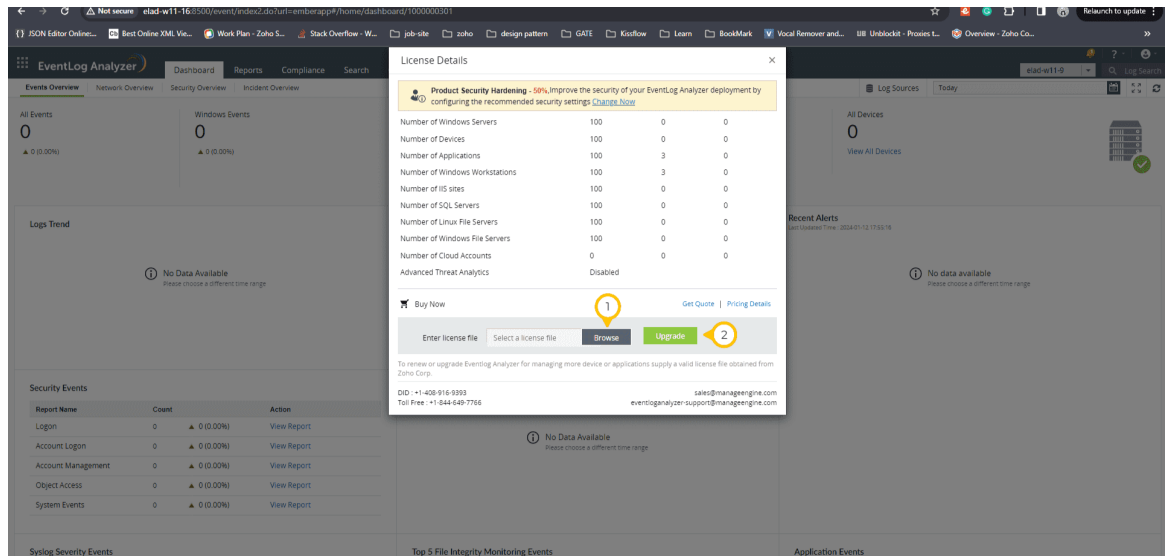 Not secure elad-w11-16:8500/event/index2.do?url=emberapp#/home/dashboard/1000000301
Relaunch to update
{} JSON Editor Online...
Cb Best Online XML Vie...
Work Plan - Zoho S...
Stack Overflow - W...
job-site
zoho
design pattern
GATE
Kissflow
Learn
BookMark
V Vocal Remover and...
Unblockit - Proxies t...
Overview - Zoho Co...
»
EventLog Analyzer
Dashboard Reports Compliance Search
elad-w11-9
Log Search
Events Overview Network Overview Security Overview Incident Overview
Log Sources
Today
All Events
0
0 (0.00%)
Windows Events
0
0 (0.00%)
All Devices
0
View All Devices
License Details
×
Product Security Hardening - 50%,Improve the security of your EventLog Analyzer deployment by
configuring the recommended security settings Change Now
Number of Windows Servers 100 0 0
Number of Devices 100 0 0
Number of Applications 100 3 0
Number of Windows Workstations 100 3 0
Number of IIS sites 100 0 0
Number of SQL Servers 100 0 0
Number of Linux File Servers 100 0 0
Number of Windows File Servers 100 0 0
Number of Cloud Accounts 0 0 0
Advanced Threat Analytics Disabled
Buy Now
Get Quote | Pricing Details
1
Enter license file Select a license file Browse Upgrade 2
To renew or upgrade Eventlog Analyzer for managing more device or applications supply a valid license file obtained from
Zoho Corp.
DID : +1-408-916-9393 sales@manageengine.com
Toll Free : +1-844-649-7766 eventloganalyzer-support@manageengine.com
Logs Trend
No Data Available
Please choose a different time range
Recent Alerts
No data available
Please choose a different time range
Security Events
Report Name Count Action
Logon 0 0 (0.00%) View Report
Account Logon 0 0 (0.00%) View Report
Account Management 0 0 (0.00%) View Report
Object Access 0 0 (0.00%) View Report
System Events 0 0 (0.00%) View Report
No Data Available
Please choose a different time range
Syslog Severity Events
Top 5 File Integrity Monitoring Events
Application Events